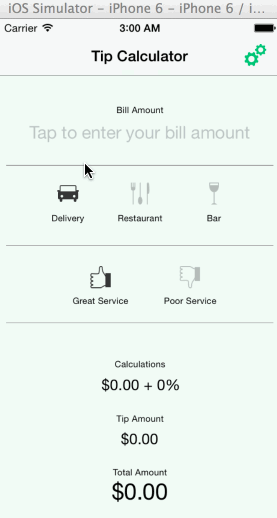 iOS Simulator – iPhone 6 – iPhone 6 / i...
Carrier 3:00 AM
Tip Calculator
Bill Amount
Tap to enter your bill amount
Delivery Restaurant Bar
Great Service Poor Service
Calculations
$0.00 + 0%
Tip Amount
$0.00
Total Amount
$0.00